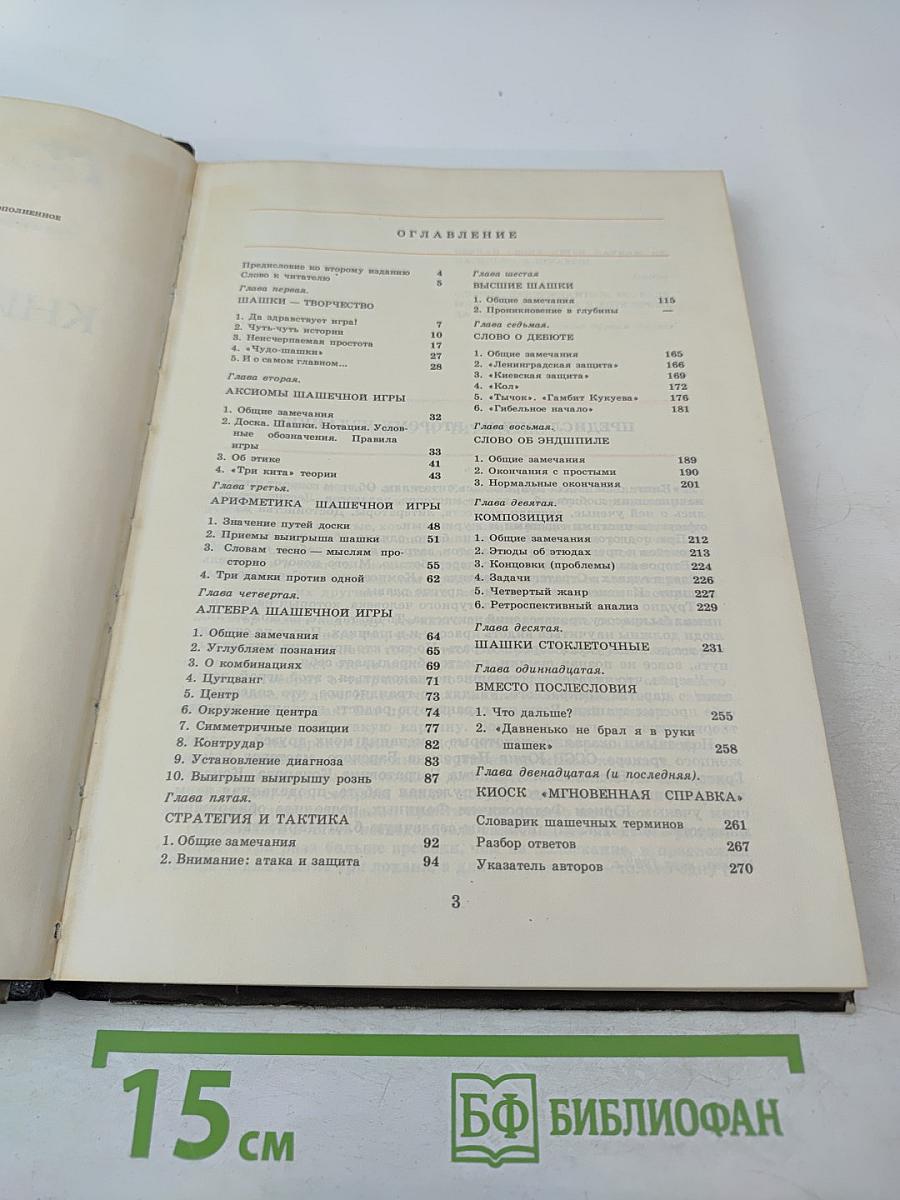 ПОЛНЕННОЕ
КНИ
ОГЛАВЛЕНИЕ
Предисловие ко второму изданию 4
Слово к читателю 5
Глава первая.
ШАШКИ — ТВОРЧЕСТВО
1. Да здравствует игра! 7
2. Чуть-чуть истории 10
3. Неисчерпаемая простота 17
4. «Чудо-шашки» 27
5. И о самом главном... 28
Глава вторая.
АКСИОМЫ ШАШЕЧНОЙ ИГРЫ
1. Общие замечания 32
2. Доска. Шашки. Нотация. Услов-
ные обозначения. Правила
игры 33
3. Об этике 41
4. «Три кита» теории 43
Глава третья.
АРИФМЕТИКА ШАШЕЧНОЙ ИГРЫ
1. Значение путей доски 48
2. Приемы выигрыша шашки 51
3. Словам тесно — мыслям про-
сторно 55
4. Три дамки против одной 62
Глава четвертая.
АЛГЕБРА ШАШЕЧНОЙ ИГРЫ
1. Общие замечания 64
2. Углубляем познания 65
3. О комбинациях 69
4. Цугцванг 71
5. Центр 73
6. Окружение центра 74
7. Симметричные позиции 77
8. Контрудар 82
9. Установление диагноза 83
10. Выигрыш выигрышу рознь 87
Глава пятая.
СТРАТЕГИЯ И ТАКТИКА
1. Общие замечания 92
2. Внимание: атака и защита 94
Глава шестая
ВЫСШИЕ ШАШКИ
1. Общие замечания 115
2. Проникновение в глубины —
Глава седьмая.
СЛОВО О ДЕБЮТЕ
1. Общие замечания 165
2. «Ленинградская защита» 166
3. «Киевская защита» 169
4. «Кол» 172
5. «Тычок». «Гамбит Кукуева» 176
6. «Гибельное начало» 181
Глава восьмая.
СЛОВО ОБ ЭНДШПИЛЕ
1. Общие замечания 189
2. Окончания с простыми 190
3. Нормальные окончания 201
Глава девятая.
КОМПОЗИЦИЯ
1. Общие замечания 212
2. Этюды об этюдах 213
3. Концовки (проблемы) 224
4. Задачи 226
5. Четвертый жанр 227
6. Ретроспективный анализ 229
Глава десятая.
ШАШКИ СТОКЛЕТОЧНЫЕ 231
Глава одиннадцатая.
ВМЕСТО ПОСЛЕСЛОВИЯ
1. Что дальше? 255
2. «Давненько не брал я в руки
шашек» 258
Глава двенадцатая (и последняя).
КИОСК «МГНОВЕННАЯ СПРАВКА»
Словарик шашечных терминов 261
Разбор ответов 267
Указатель авторов 270
3
15 см
БФ БИБЛИОФАН